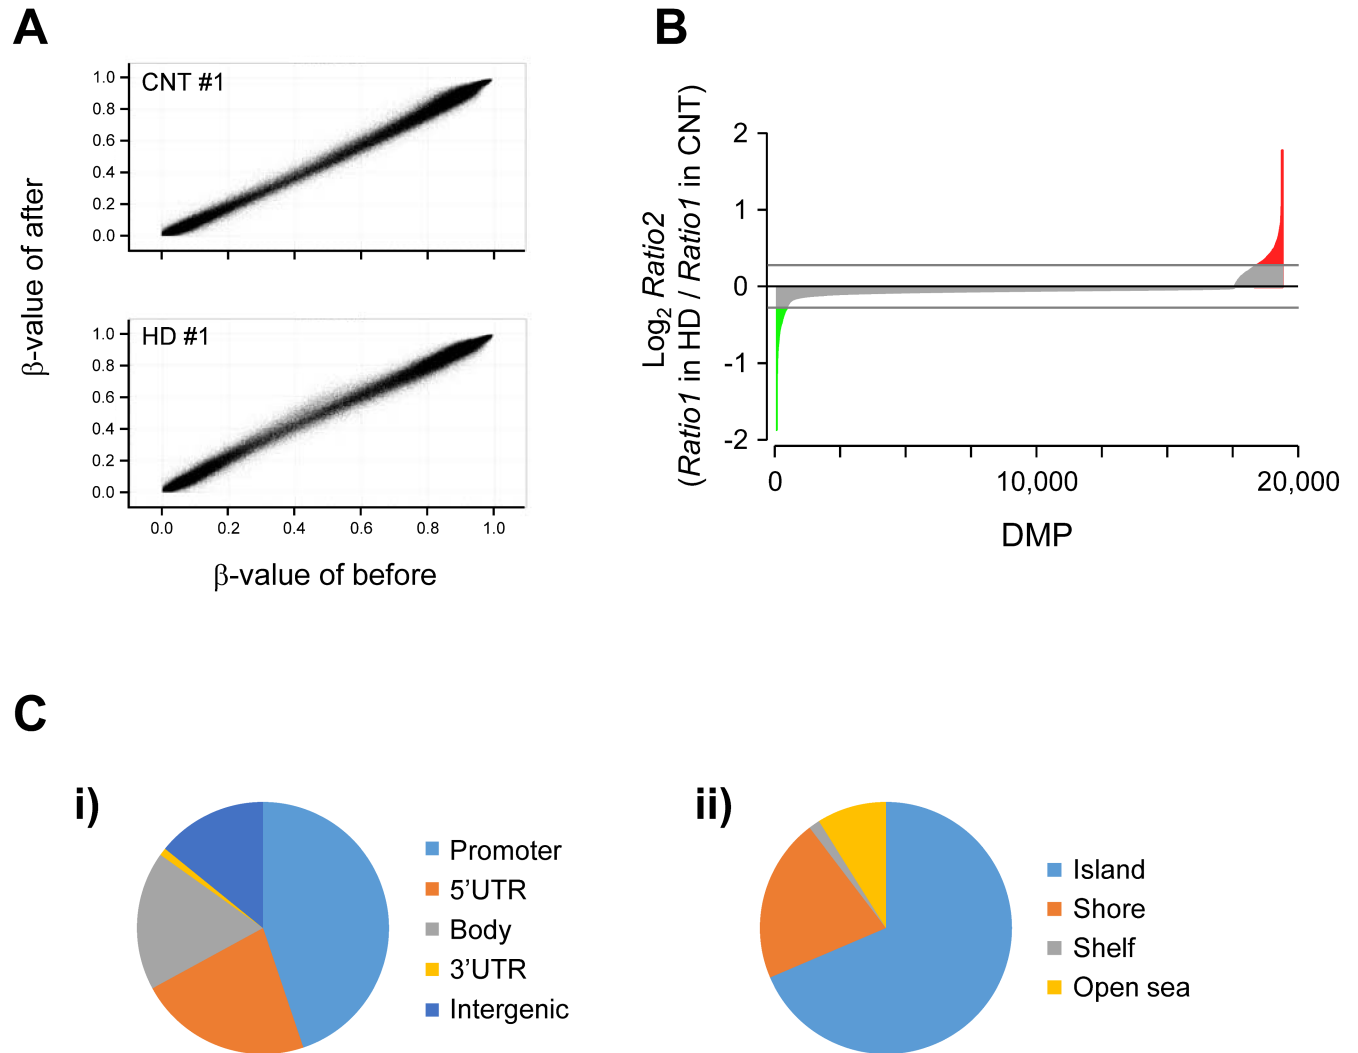 A
CNT #1
1.0
0.8
0.6
0.4
0.2
0.0
HD #1
1.0
0.8
0.6
0.4
0.2
0.0
0.0 0.2 0.4 0.6 0.8 1.0
β-value of after
β-value of before
B
Log2 Ratio2
(Ratio1 in HD / Ratio1 in CNT)
2
1
0
-1
-2
0 10,000 20,000
DMP
C
i)
Promoter
5’UTR
Body
3’UTR
Intergenic
ii)
Island
Shore
Shelf
Open sea